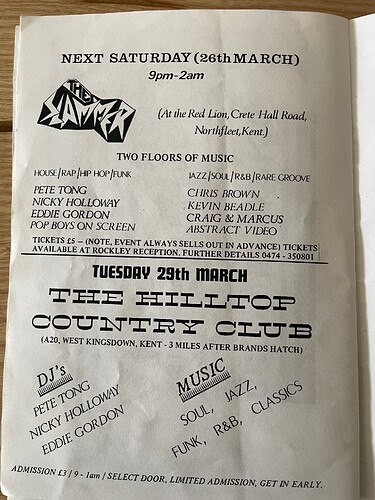 NEXT SATURDAY (26th MARCH)
9pm-2am
THE
SLAMMER
(At the Red Lion, Crete Hall Road,
Northfleet, Kent.)
TWO FLOORS OF MUSIC
HOUSE/RAP/HIP HOP/FUNK
PETE TONG
NICKY HOLLOWAY
EDDIE GORDON
POP BOYS ON SCREEN
JAZZ/SOUL/R&B/RARE GROOVE
CHRIS BROWN
KEVIN BEADLE
CRAIG & MARCUS
ABSTRACT VIDEO
TICKETS £5 – (NOTE, EVENT ALWAYS SELLS OUT IN ADVANCE) TICKETS
AVAILABLE AT ROCKLEY RECEPTION. FURTHER DETAILS 0474 - 350801
TUESDAY 29th MARCH
THE HILLTOP
COUNTRY CLUB
(A20, WEST KINGSDOWN, KENT - 3 MILES AFTER BRANDS HATCH)
DJ's
PETE TONG
NICKY HOLLOWAY
EDDIE GORDON
MUSIC
SOUL, JAZZ,
FUNK, R&B, CLASSICS
ADMISSION £3 / 9 - 1am / SELECT DOOR, LIMITED ADMISSION, GET IN EARLY.